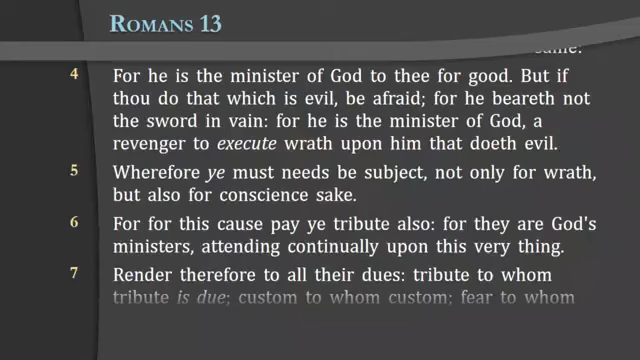 ROMANS 13
same.
4 For he is the minister of God to thee for good. But if
thou do that which is evil, be afraid; for he beareth not
the sword in vain: for he is the minister of God, a
revenger to execute wrath upon him that doeth evil.
5 Wherefore ye must needs be subject, not only for wrath,
but also for conscience sake.
6 For for this cause pay ye tribute also: for they are God's
ministers, attending continually upon this very thing.
7 Render therefore to all their dues: tribute to whom
tribute is due; custom to whom custom; fear to whom